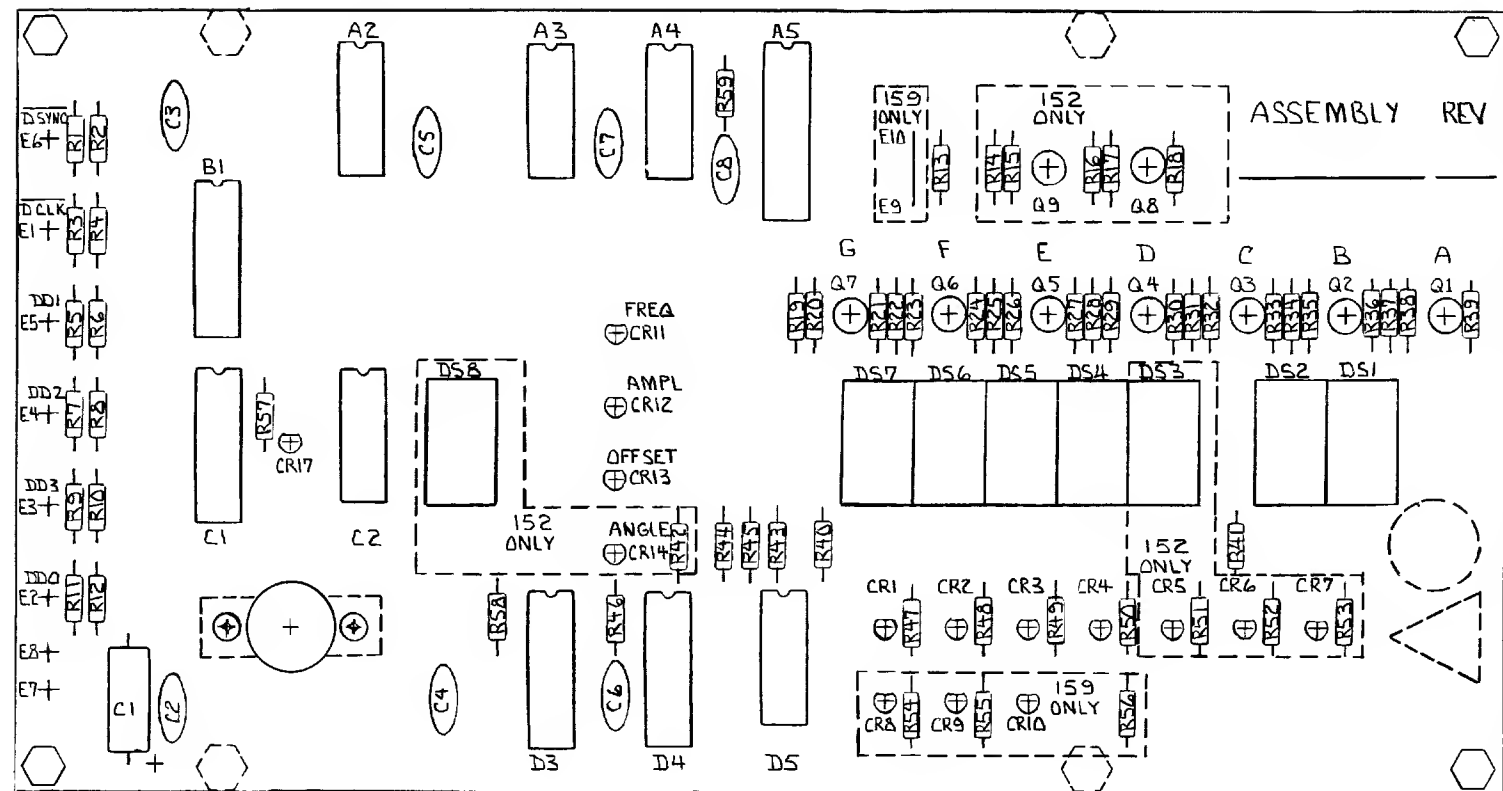 A2 A3 A4 A5
C3 C5 C7 R59 C8
159 ONLY E10 E9
R13
152 ONLY
R14 R15 Q9 R16 R17 Q8 R18
ASSEMBLY REV
DSYNC
E6 R1 R2
B1
DCLK
E1 R3 R4
G F E D C B A
Q7 Q6 Q5 Q4 Q3 Q2 Q1
R19 R20 R21 R22 R23 R24 R25 R26 R27 R28 R29 R30 R31 R32 R33 R34 R35 R36 R37 R38 R39
DD1
E5 R5 R6
FREQ
CR11
DS8 DS7 DS6 DS5 DS4 DS3 DS2 DS1
DD2
E4 R7 R8
R57
CR17
AMPL
CR12
OFFSET
CR13
DD3
E3 R9 R10
C1 C2
152 ONLY
ANGLE
CR14
R42 R44 R45 R43 R40
152 ONLY
R40
DD0
E2 R11 R12
R58 R46
CR1 CR2 CR3 CR4 CR5 CR6 CR7
R47 R48 R49 R50 R51 R52 R53
E8
E7
C1 C2 C4 C6
+
CR8 R54 CR9 R55 CR10
159 ONLY
R56
D3 D4 D5